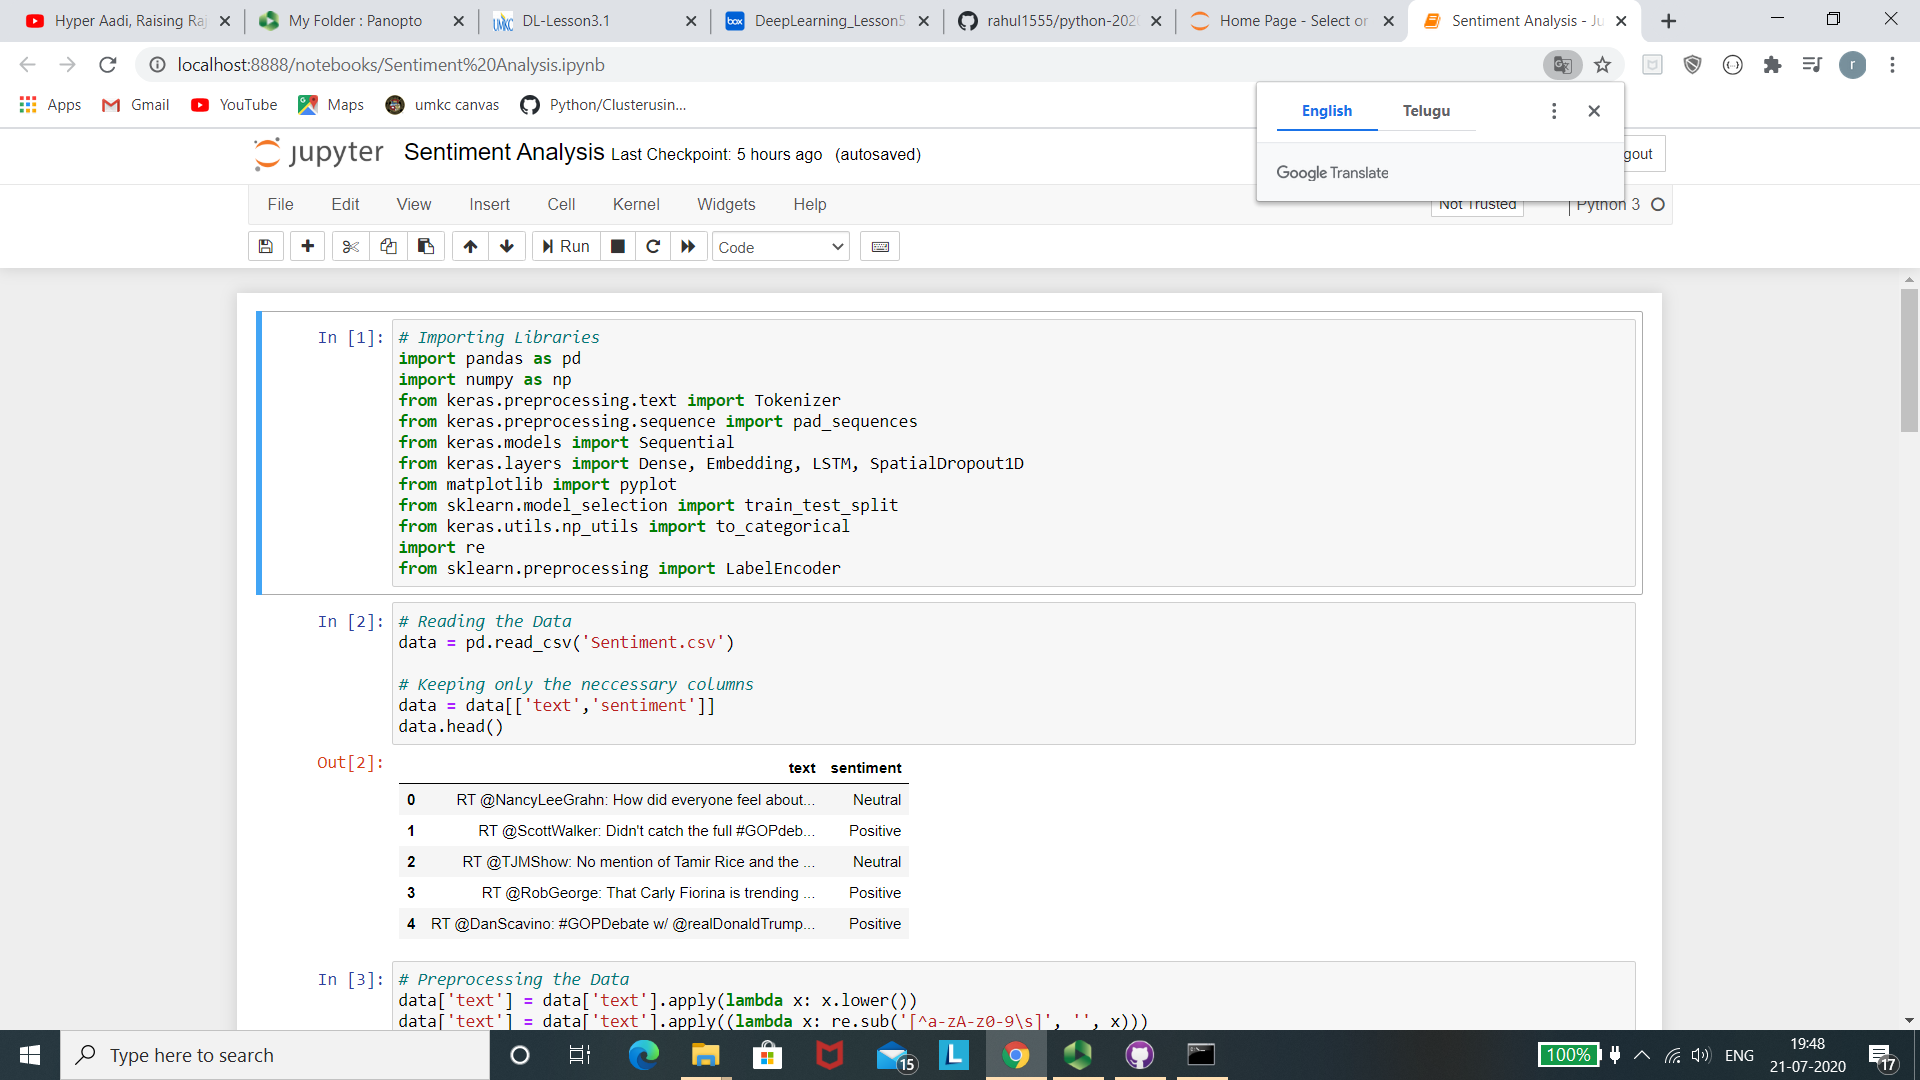 Hyper Aadi, Raising Raj
My Folder : Panopto
DL-Lesson3.1
DeepLearning_Lesson5
rahul1555/python-2020
Home Page - Select or
Sentiment Analysis - Ju
localhost:8888/notebooks/Sentiment%20Analysis.ipynb
r
Apps
Gmail
YouTube
Maps
umkc canvas
Python/Clusterusin...
English
Telugu
Google Translate
jupyter
Sentiment Analysis Last Checkpoint: 5 hours ago (autosaved)
gout
File Edit View Insert Cell Kernel Widgets Help
Not Trusted
Python 3
Run
Code
In [1]:
# Importing Libraries
import pandas as pd
import numpy as np
from keras.preprocessing.text import Tokenizer
from keras.preprocessing.sequence import pad_sequences
from keras.models import Sequential
from keras.layers import Dense, Embedding, LSTM, SpatialDropout1D
from matplotlib import pyplot
from sklearn.model_selection import train_test_split
from keras.utils.np_utils import to_categorical
import re
from sklearn.preprocessing import LabelEncoder
In [2]:
# Reading the Data
data = pd.read_csv('Sentiment.csv')
# Keeping only the neccessary columns
data = data[['text','sentiment']]
data.head()
Out[2]:
text sentiment
0 RT @NancyLeeGrahn: How did everyone feel about... Neutral
1 RT @ScottWalker: Didn't catch the full #GOPdeb... Positive
2 RT @TJMShow: No mention of Tamir Rice and the ... Neutral
3 RT @RobGeorge: That Carly Fiorina is trending ... Positive
4 RT @DanScavino: #GOPDebate w/ @realDonaldTrump... Positive
In [3]:
# Preprocessing the Data
data['text'] = data['text'].apply(lambda x: x.lower())
data['text'] = data['text'].apply((lambda x: re.sub('[^a-zA-z0-9\s]', '', x)))
Type here to search
15
100%
ENG
19:48
21-07-2020
17